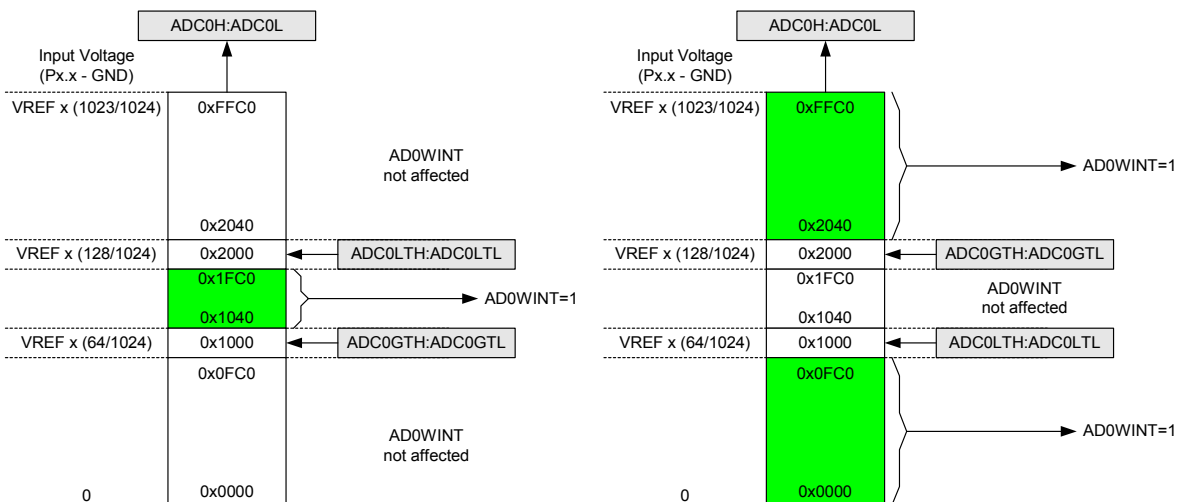 ADC0H:ADC0L
Input Voltage
(Px.x - GND)
VREF x (1023/1024)
0xFFC0
AD0WINT
not affected
0x2040
VREF x (128/1024)
0x2000
ADC0LTH:ADC0LTL
0x1FC0
AD0WINT=1
0x1040
VREF x (64/1024)
0x1000
ADC0GTH:ADC0GTL
0x0FC0
AD0WINT
not affected
0
0x0000
ADC0H:ADC0L
Input Voltage
(Px.x - GND)
VREF x (1023/1024)
0xFFC0
AD0WINT=1
0x2040
VREF x (128/1024)
0x2000
ADC0GTH:ADC0GTL
0x1FC0
AD0WINT
not affected
0x1040
VREF x (64/1024)
0x1000
ADC0LTH:ADC0LTL
0x0FC0
AD0WINT=1
0
0x0000